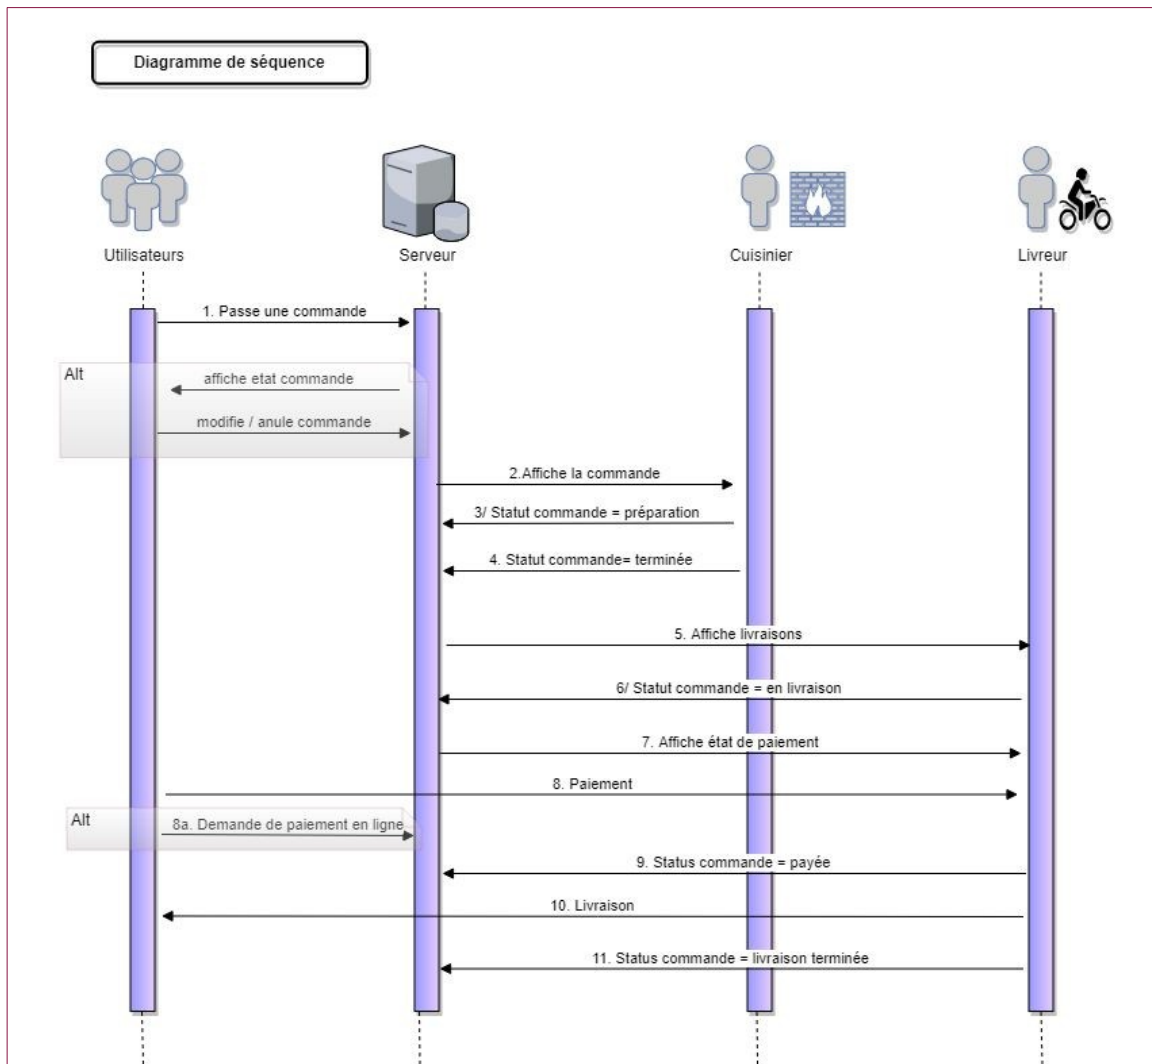 Diagramme de séquence
Utilisateurs
Serveur
Cuisinier
Livreur
1. Passe une commande
Alt
affiche etat commande
modifie / anule commande
2.Affiche la commande
3/ Statut commande = préparation
4. Statut commande= terminée
5. Affiche livraisons
6/ Statut commande = en livraison
7. Affiche état de paiement
8. Paiement
Alt
8a. Demande de paiement en ligne
9. Status commande = payée
10. Livraison
11. Status commande = livraison terminée